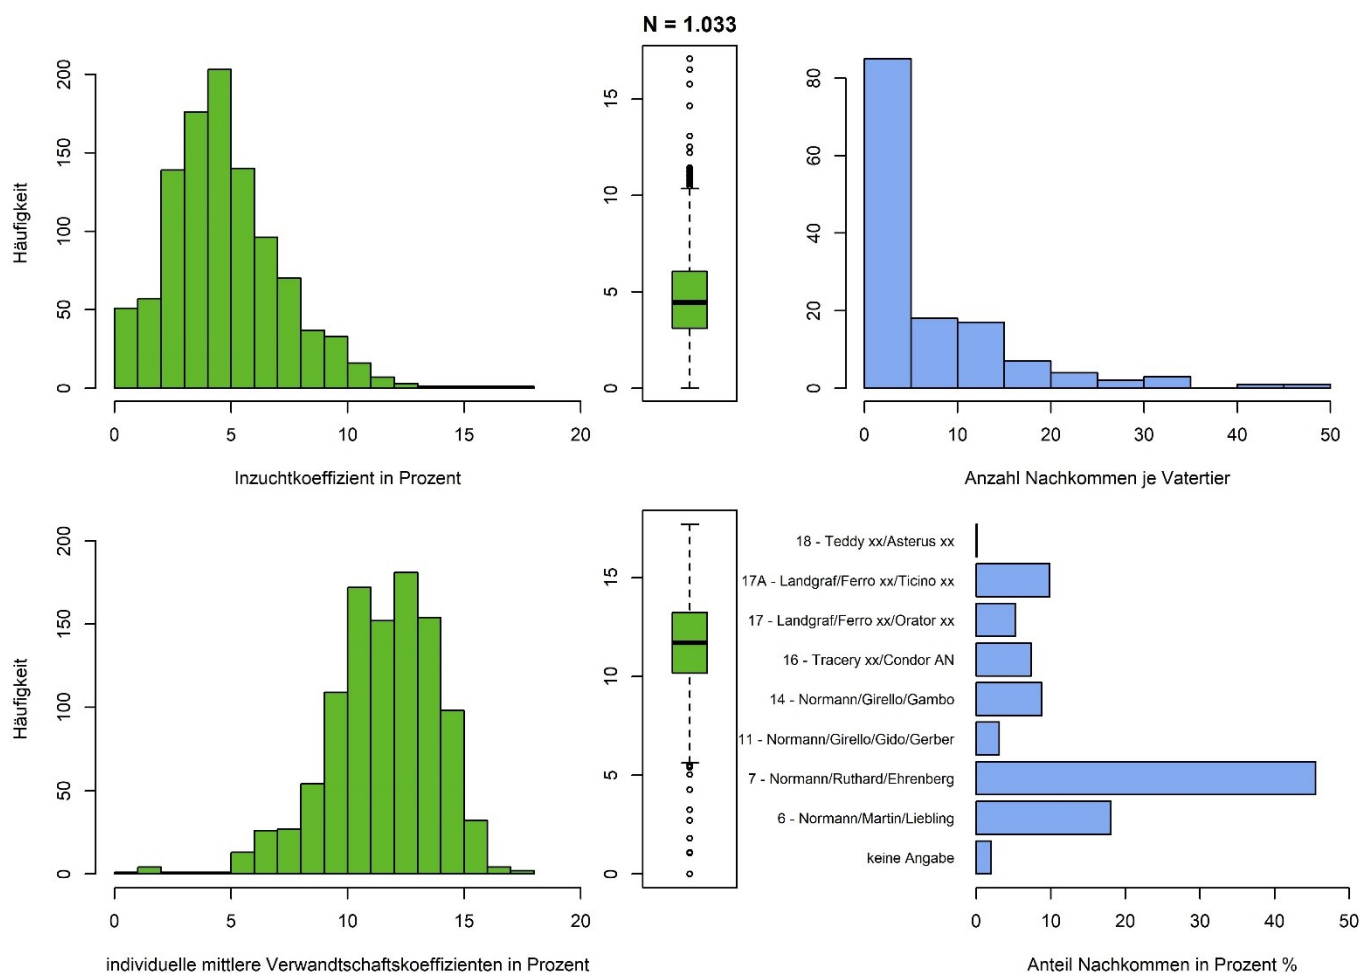 N = 1.033
Häufigkeit
0 50 100 150 200
0 5 10 15 20
Inzuchtkoeffizient in Prozent
0 5 10 15
0 20 40 60 80
0 10 20 30 40 50
Anzahl Nachkommen je Vatertier
Häufigkeit
0 50 100 150 200
0 5 10 15 20
individuelle mittlere Verwandtschaftskoeffizienten in Prozent
0 5 10 15
18 - Teddy xx/Asterus xx
17A - Landgraf/Ferro xx/Ticino xx
17 - Landgraf/Ferro xx/Orator xx
16 - Tracery xx/Condor AN
14 - Normann/Girello/Gambo
11 - Normann/Girello/Gido/Gerber
7 - Normann/Ruthard/Ehrenberg
6 - Normann/Martin/Liebling
keine Angabe
0 10 20 30 40 50
Anteil Nachkommen in Prozent %